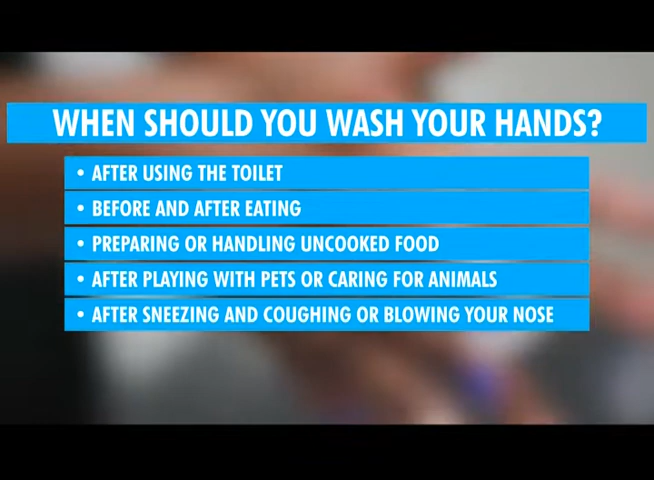 WHEN SHOULD YOU WASH YOUR HANDS?
• AFTER USING THE TOILET
• BEFORE AND AFTER EATING
• PREPARING OR HANDLING UNCOOKED FOOD
• AFTER PLAYING WITH PETS OR CARING FOR ANIMALS
• AFTER SNEEZING AND COUGHING OR BLOWING YOUR NOSE